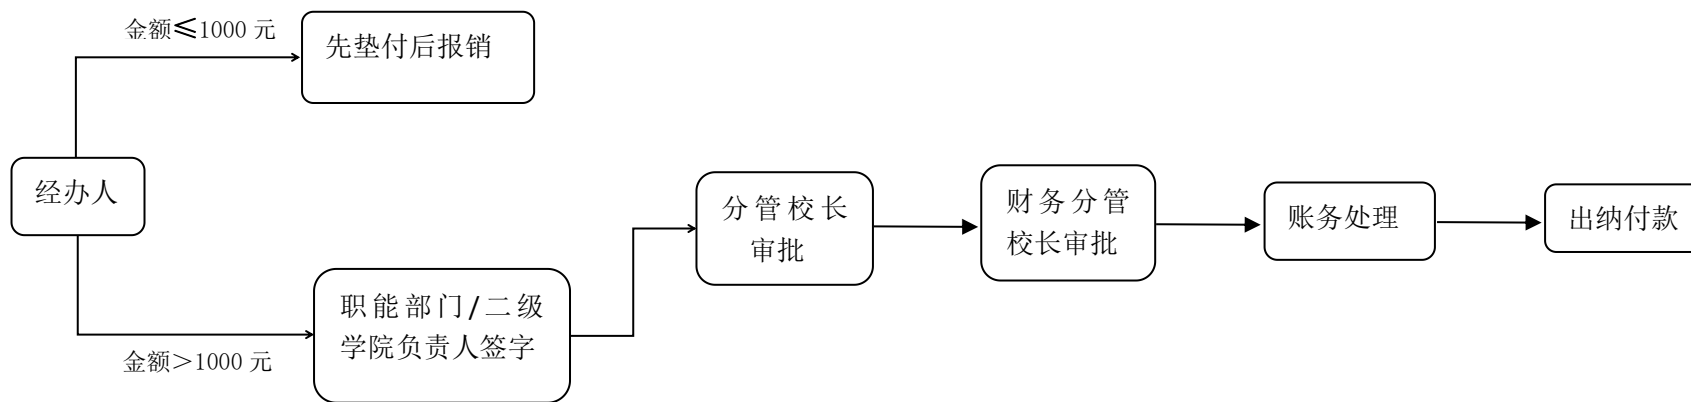 金额≤1000 元
先垫付后报销
经办人
金额>1000 元
职能部门/二级
学院负责人签字
分管校长
审批
财务分管
校长审批
账务处理
出纳付款